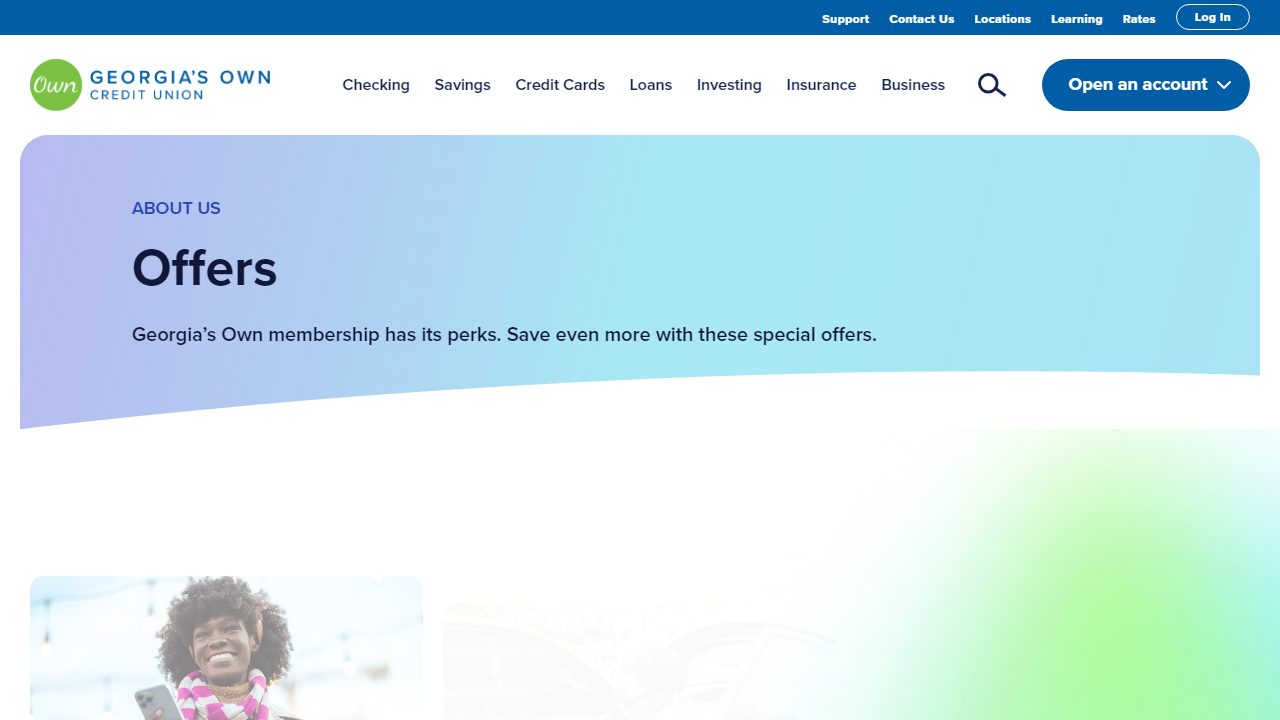 Support Contact Us Locations Learning Rates Log In
Own GEORGIA'S OWN
CREDIT UNION
Checking Savings Credit Cards Loans Investing Insurance Business
Open an account
ABOUT US
Offers
Georgia’s Own membership has its perks. Save even more with these special offers.